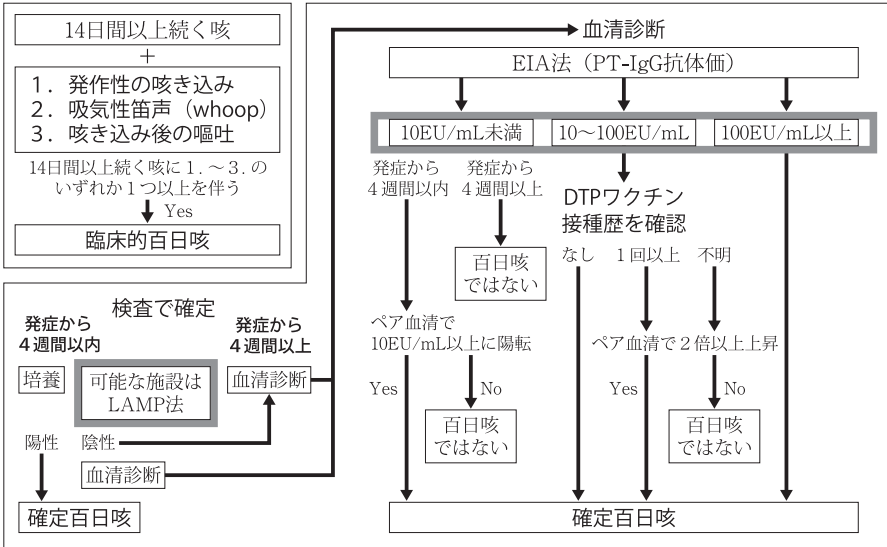 14日間以上続く咳
+
1．発作性の咳き込み
2．吸気性笛声（whoop）
3．咳き込み後の嘔吐
14日間以上続く咳に1．～3．の
いずれか1つ以上を伴う
Yes
臨床的百日咳
検査で確定
発症から
4週間以内
発症から
4週間以上
培養
可能な施設は
LAMP法
血清診断
陽性
陰性
血清診断
確定百日咳
血清診断
EIA法（PT-IgG抗体価）
10EU/mL未満
10～100EU/mL
100EU/mL以上
発症から
4週間以内
発症から
4週間以上
DTPワクチン
接種歴を確認
百日咳
ではない
なし
1回以上
不明
ペア血清で
10EU/mL以上に陽転
ペア血清で2倍以上上昇
Yes
No
Yes
No
百日咳
ではない
百日咳
ではない
確定百日咳